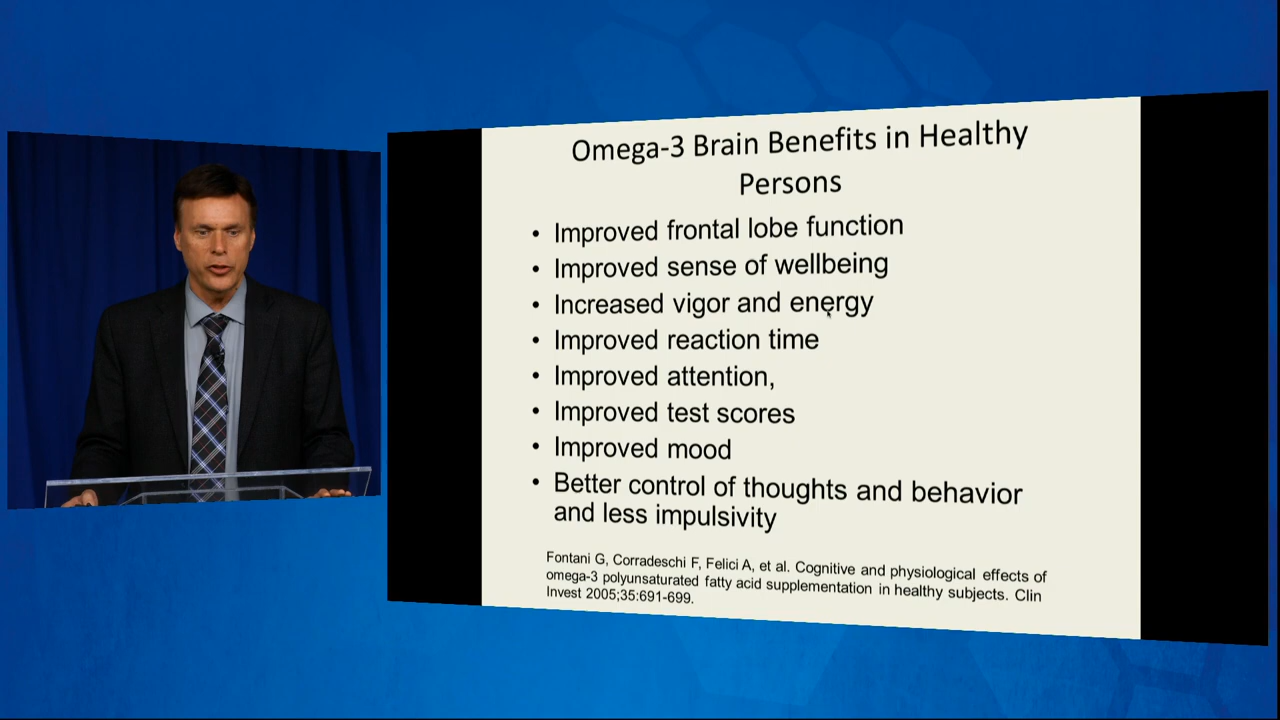 Omega-3 Brain Benefits in Healthy
Persons
• Improved frontal lobe function
• Improved sense of wellbeing
• Increased vigor and energy
• Improved reaction time
• Improved attention,
• Improved test scores
• Improved mood
• Better control of thoughts and behavior
and less impulsivity
Fontani G, Corradeschi F, Felici A, et al. Cognitive and physiological effects of
omega-3 polyunsaturated fatty acid supplementation in healthy subjects. Clin
Invest 2005;35:691-699.